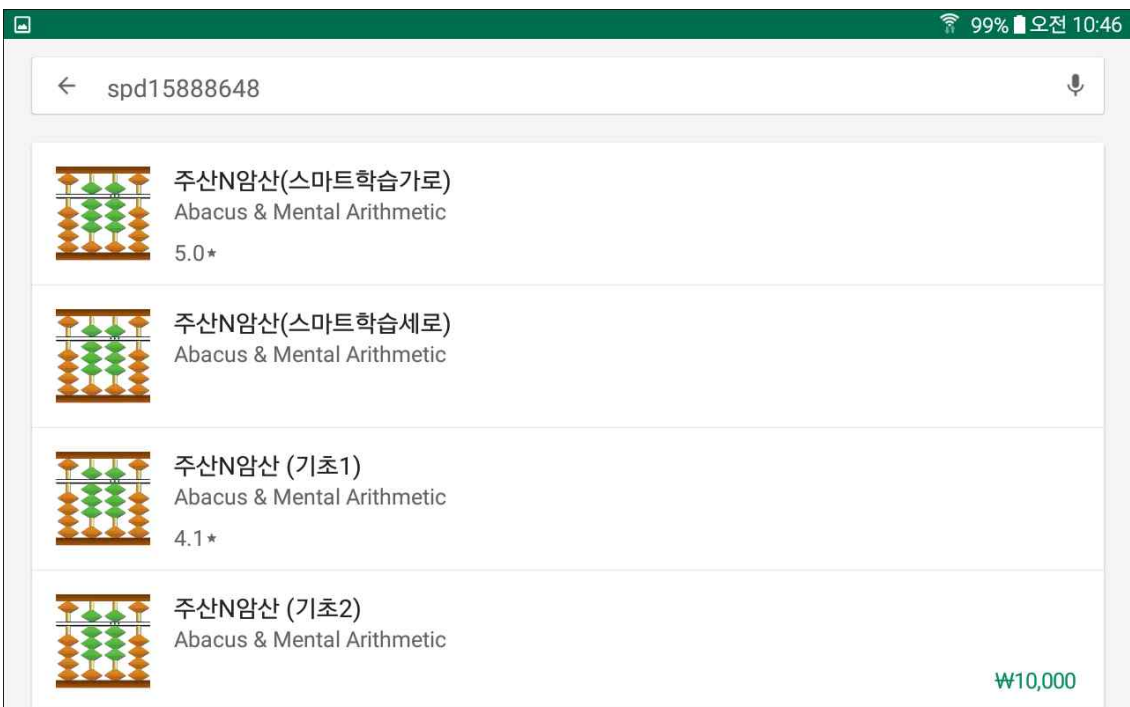 99% 오전 10:46
spd15888648
주산N암산(스마트학습가로)
Abacus & Mental Arithmetic
5.0★
주산N암산(스마트학습세로)
Abacus & Mental Arithmetic
주산N암산 (기초1)
Abacus & Mental Arithmetic
4.1★
주산N암산 (기초2)
Abacus & Mental Arithmetic
₩10,000